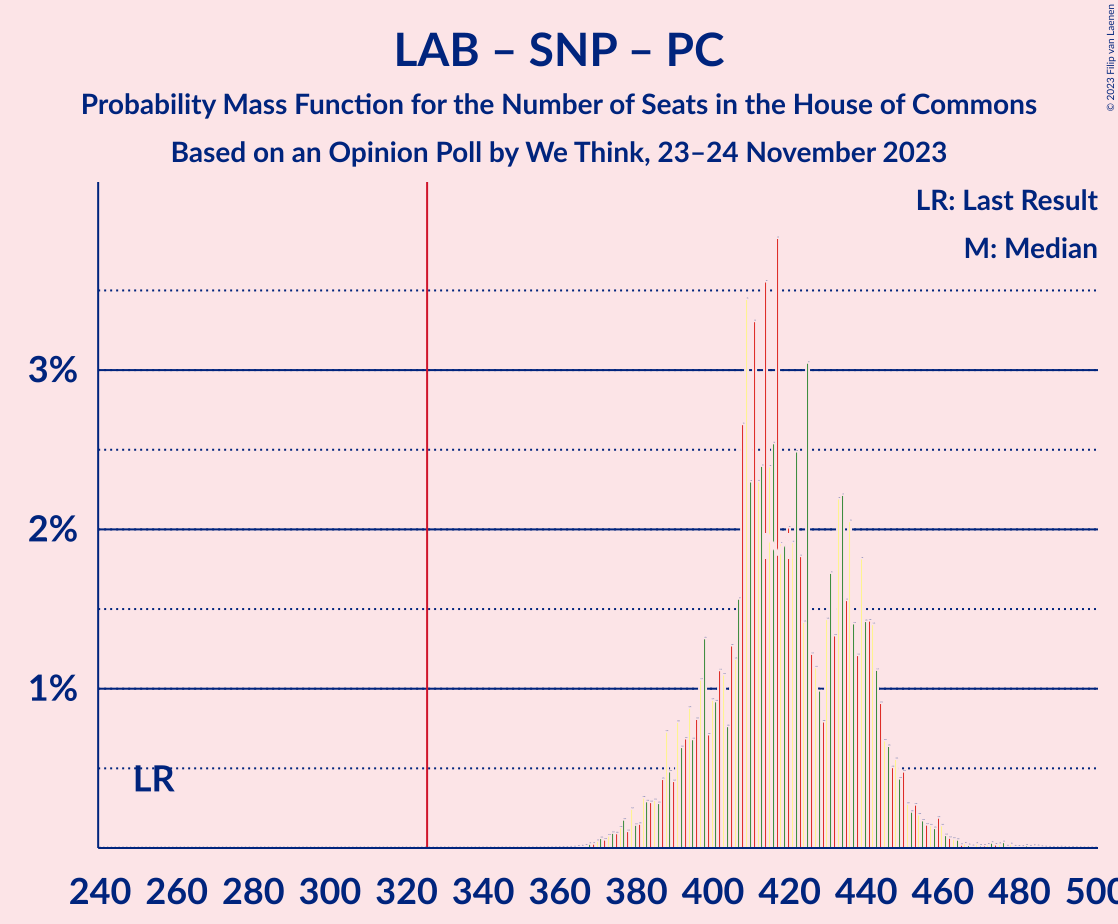 LAB – SNP – PC
Probability Mass Function for the Number of Seats in the House of Commons
Based on an Opinion Poll by We Think, 23–24 November 2023
© 2023 Filip van Laenen
LR: Last Result
M: Median
3%
2%
1%
LR
240 260 280 300 320 340 360 380 400 420 440 460 480 500